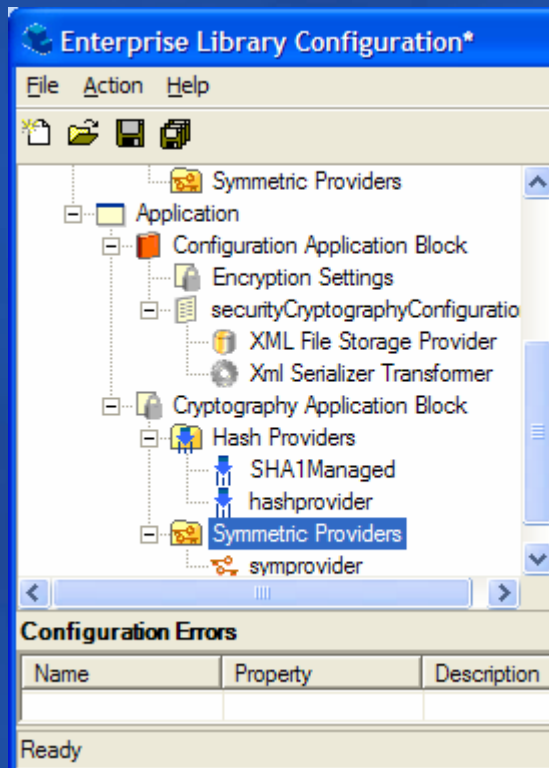 Enterprise Library Configuration*
File Action Help
Symmetric Providers
Application
Configuration Application Block
Encryption Settings
securityCryptographyConfiguratio
XML File Storage Provider
Xml Serializer Transformer
Cryptography Application Block
Hash Providers
SHA1Managed
hashprovider
Symmetric Providers
symprovider
Configuration Errors
Name Property Description
Ready